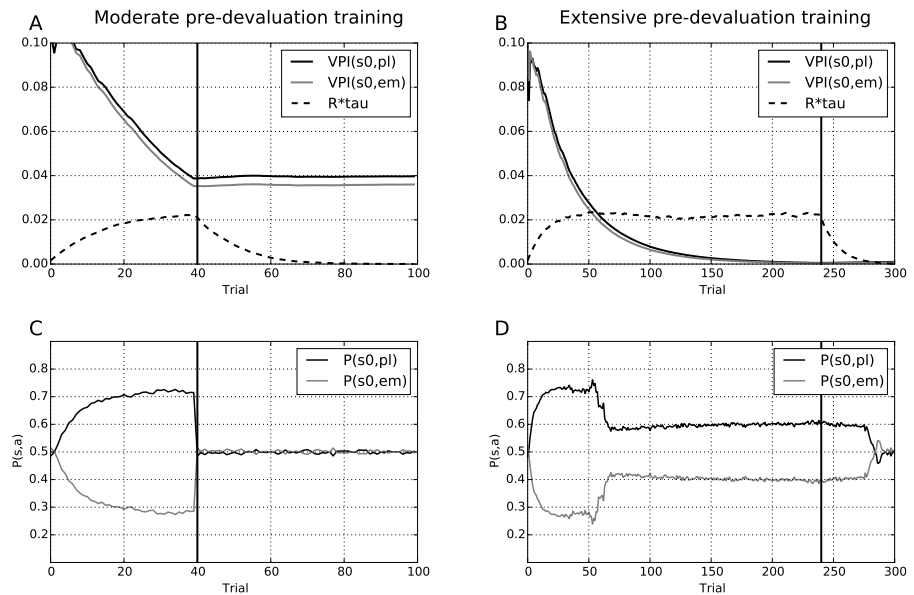 A Moderate pre-devaluation training
0.10
0.08
0.06
0.04
0.02
0.00
VPI(s0,pl)
VPI(s0,em)
R*tau
0 20 40 60 80 100
Trial
B Extensive pre-devaluation training
0.10
0.08
0.06
0.04
0.02
0.00
VPI(s0,pl)
VPI(s0,em)
R*tau
0 50 100 150 200 250 300
Trial
C
P(s,a)
0.8
0.7
0.6
0.5
0.4
0.3
0.2
P(s0,pl)
P(s0,em)
0 20 40 60 80 100
Trial
D
P(s,a)
0.8
0.7
0.6
0.5
0.4
0.3
0.2
P(s0,pl)
P(s0,em)
0 50 100 150 200 250 300
Trial